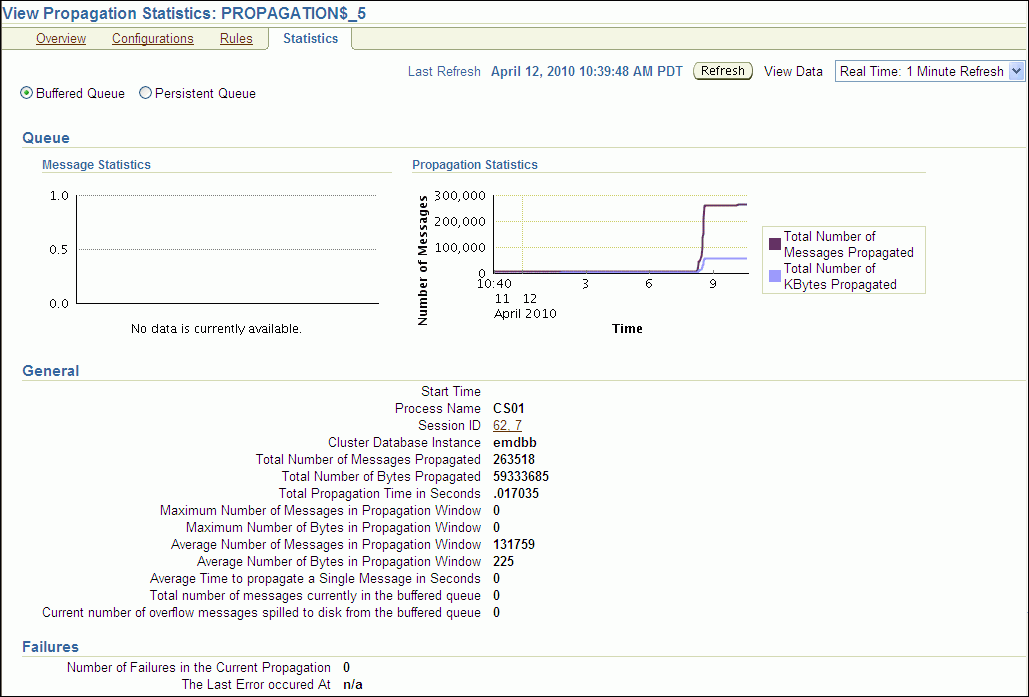 View Propagation Statistics: PROPAGATION$_5
Overview Configurations Rules Statistics
Last Refresh April 12, 2010 10:39:48 AM PDT Refresh View Data Real Time: 1 Minute Refresh
Buffered Queue Persistent Queue
Queue
Message Statistics
1.0
0.5
0.0
No data is currently available.
Propagation Statistics
Number of Messages
300,000
200,000
100,000
0
10:40 3 6 9
11 12
April 2010
Time
Total Number of
Messages Propagated
Total Number of
KBytes Propagated
General
Start Time
Process Name CS01
Session ID 62, 7
Cluster Database Instance emdbb
Total Number of Messages Propagated 263518
Total Number of Bytes Propagated 59333685
Total Propagation Time in Seconds .017035
Maximum Number of Messages in Propagation Window 0
Maximum Number of Bytes in Propagation Window 0
Average Number of Messages in Propagation Window 131759
Average Number of Bytes in Propagation Window 225
Average Time to propagate a Single Message in Seconds 0
Total number of messages currently in the buffered queue 0
Current number of overflow messages spilled to disk from the buffered queue 0
Failures
Number of Failures in the Current Propagation 0
The Last Error occured At n/a